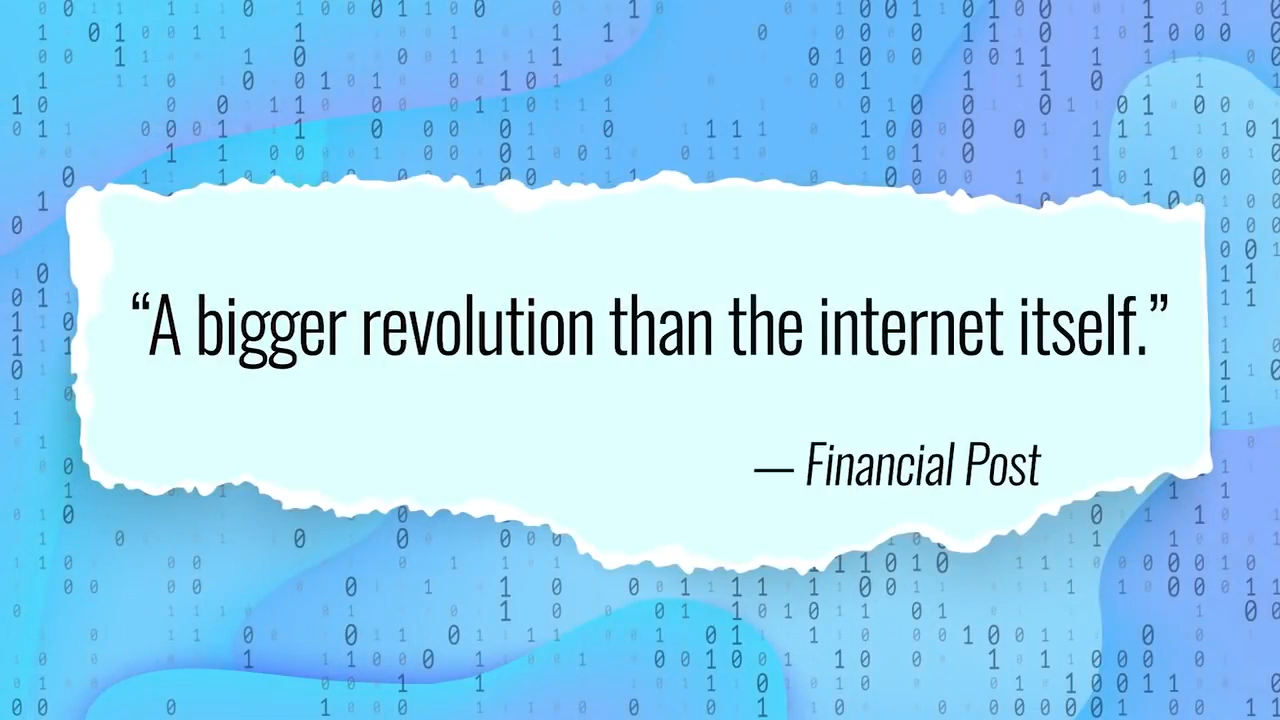 “A bigger revolution than the internet itself.”
— Financial Post